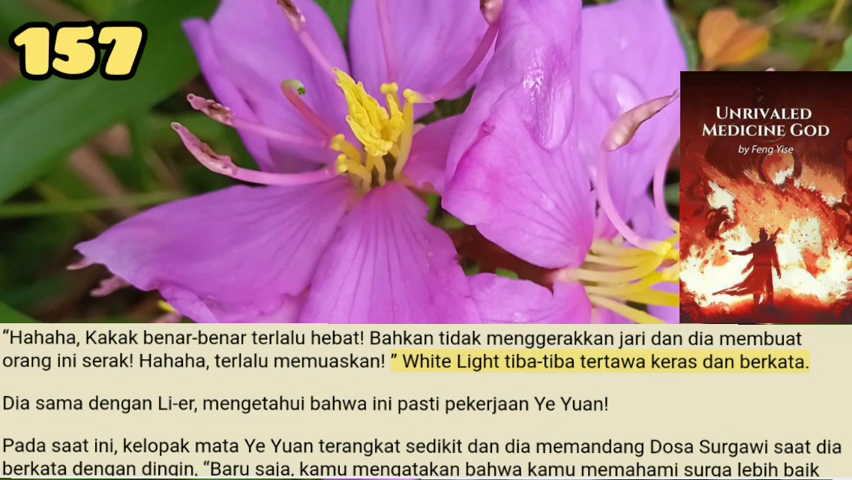 157
UNRIVALED
MEDICINE GOD
by Feng Yise
“Hahaha, Kakak benar-benar terlalu hebat! Bahkan tidak menggerakkan jari dan dia membuat
orang ini serak! Hahaha, terlalu memuaskan! ” White Light tiba-tiba tertawa keras dan berkata.
Dia sama dengan Li-er, mengetahui bahwa ini pasti pekerjaan Ye Yuan!
Pada saat ini, kelopak mata Ye Yuan terangkat sedikit dan dia memandang Dosa Surgawi saat dia
berkata dengan dingin, “Baru saja, kamu mengatakan bahwa kamu memahami surga lebih baik